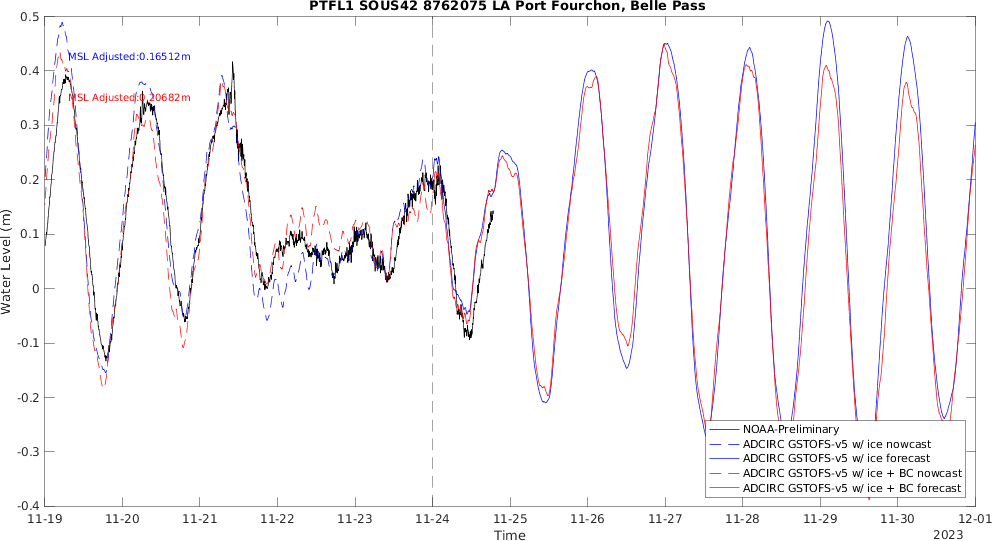 PTFL1 SOUS42 8762075 LA Port Fourchon, Belle Pass
0.5
0.4
0.3
0.2
0.1
0
-0.1
-0.2
-0.3
-0.4
Water Level (m)
MSL Adjusted:0.16512m
MSL Adjusted:0.20682m
NOAA-Preliminary
ADCIRC GSTOFS-v5 w/ ice nowcast
ADCIRC GSTOFS-v5 w/ ice forecast
ADCIRC GSTOFS-v5 w/ ice + BC nowcast
ADCIRC GSTOFS-v5 w/ ice + BC forecast
11-19 11-20 11-21 11-22 11-23 11-24 11-25 11-26 11-27 11-28 11-29 11-30 12-01
Time
2023